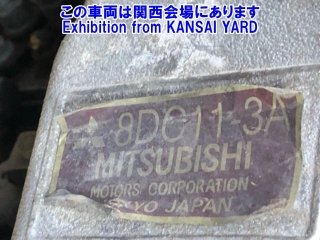 この車両は関西会場にあります
Exhibition from KANSAI YARD
8DC11-3A
MITSUBISHI
MOTORS CORPORATION
JAPAN